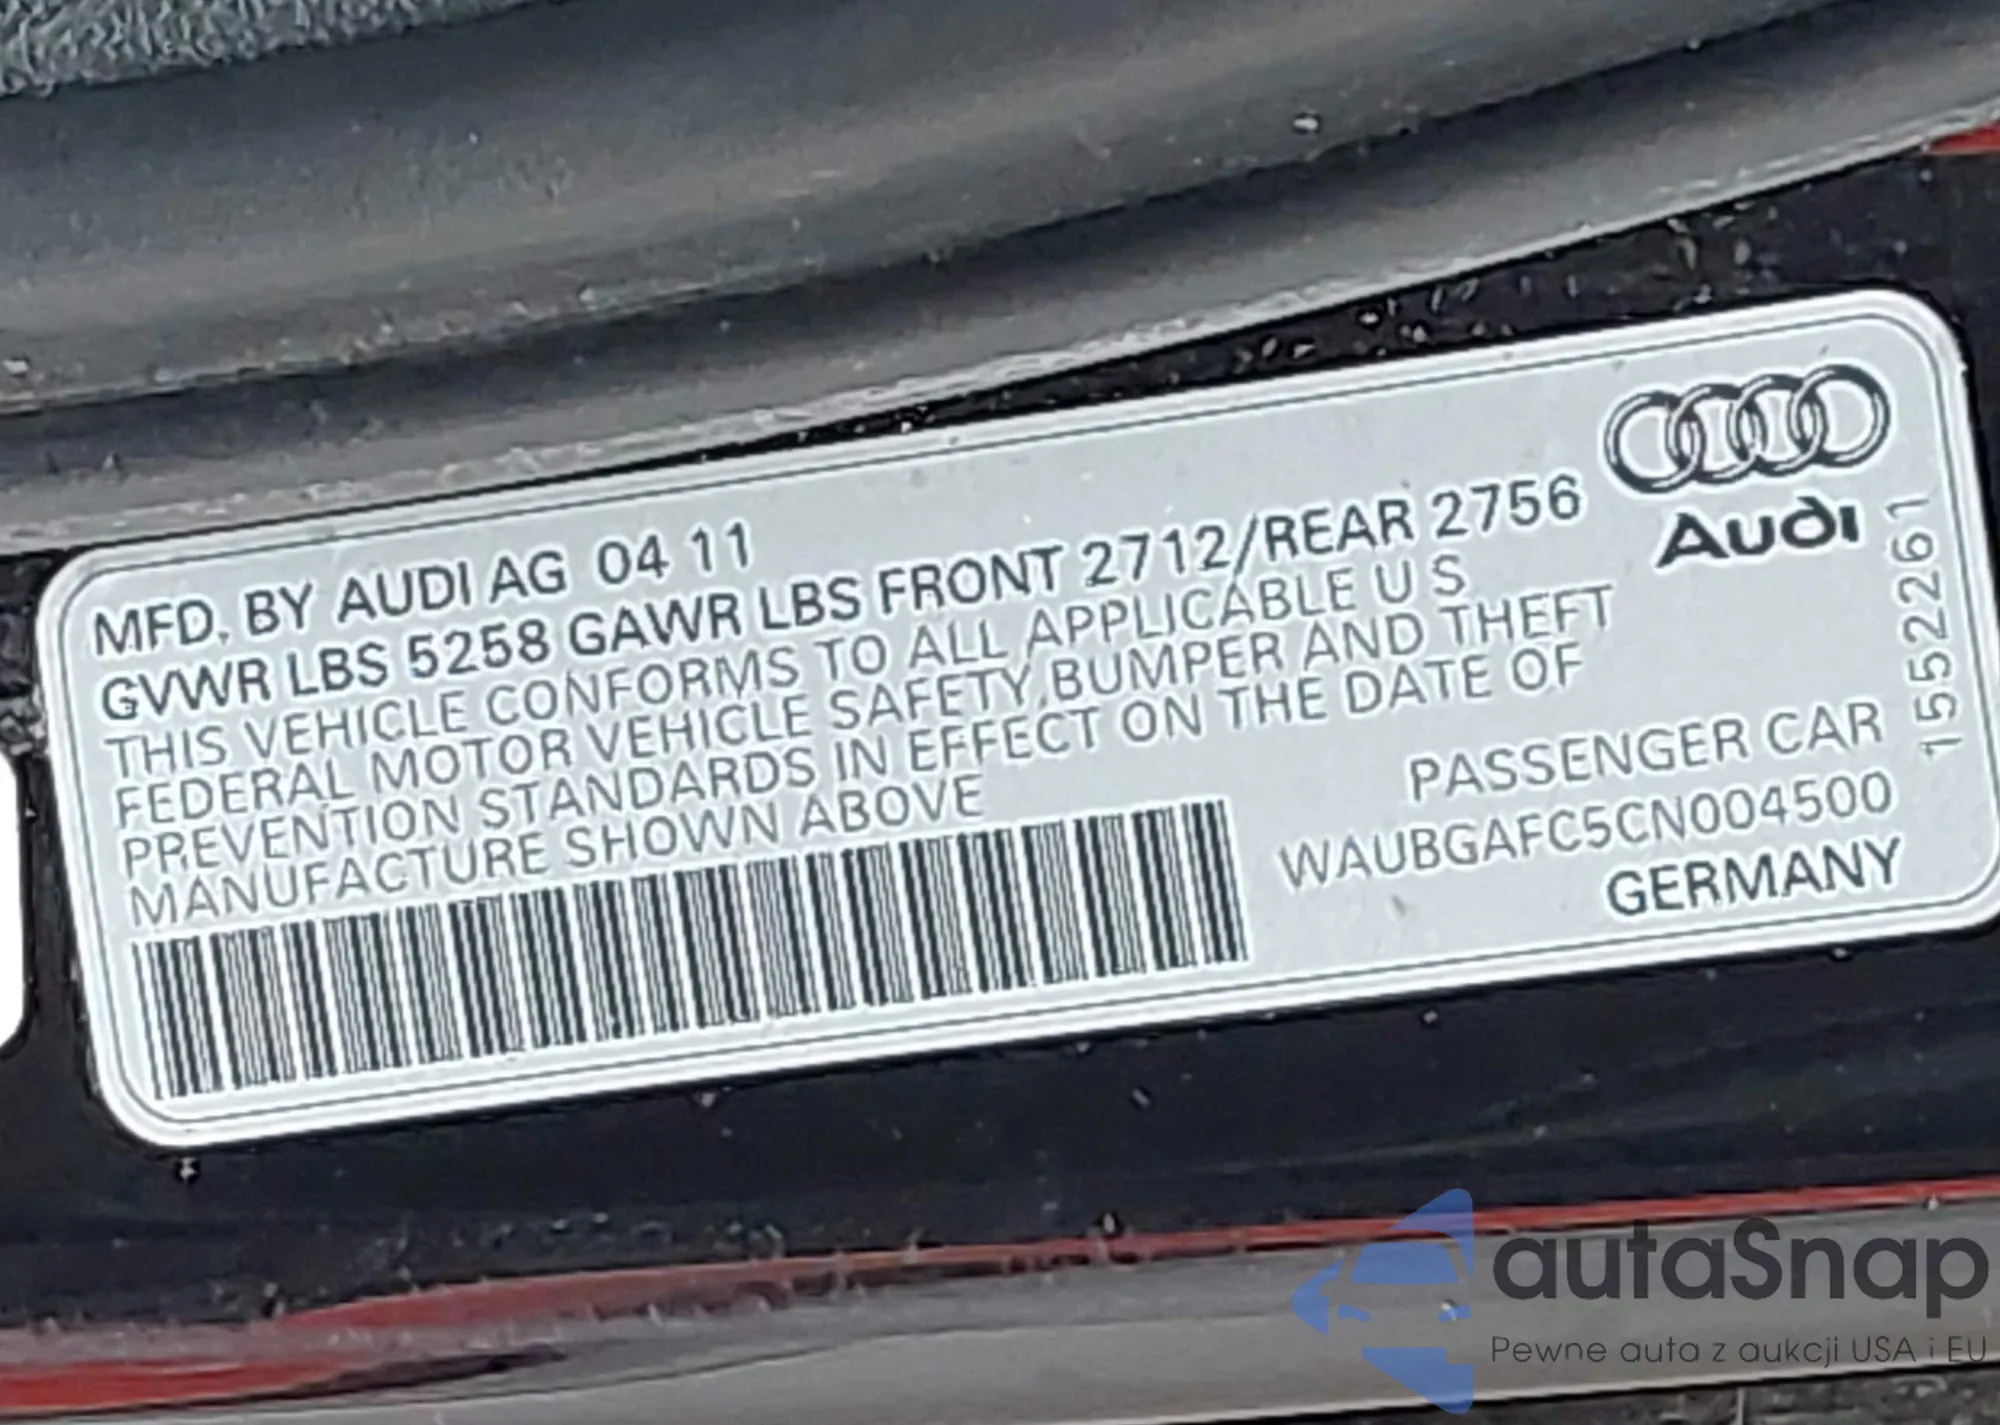 MFD. BY AUDI AG 04 11
GVWR LBS 5258 GAWR LBS FRONT 2712/REAR 2756
THIS VEHICLE CONFORMS TO ALL APPLICABLE U S
FEDERAL MOTOR VEHICLE SAFETY, BUMPER AND THEFT
PREVENTION STANDARDS IN EFFECT ON THE DATE OF
MANUFACTURE SHOWN ABOVE
Audi
1552261
PASSENGER CAR
WAUBGAFC5CN004500
GERMANY
autaSnap
Pewne auta z aukcji USA i EU